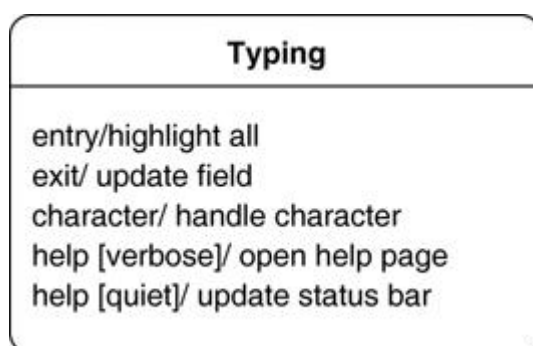 Typing
entry/highlight all
exit/ update field
character/ handle character
help [verbose]/ open help page
help [quiet]/ update status bar